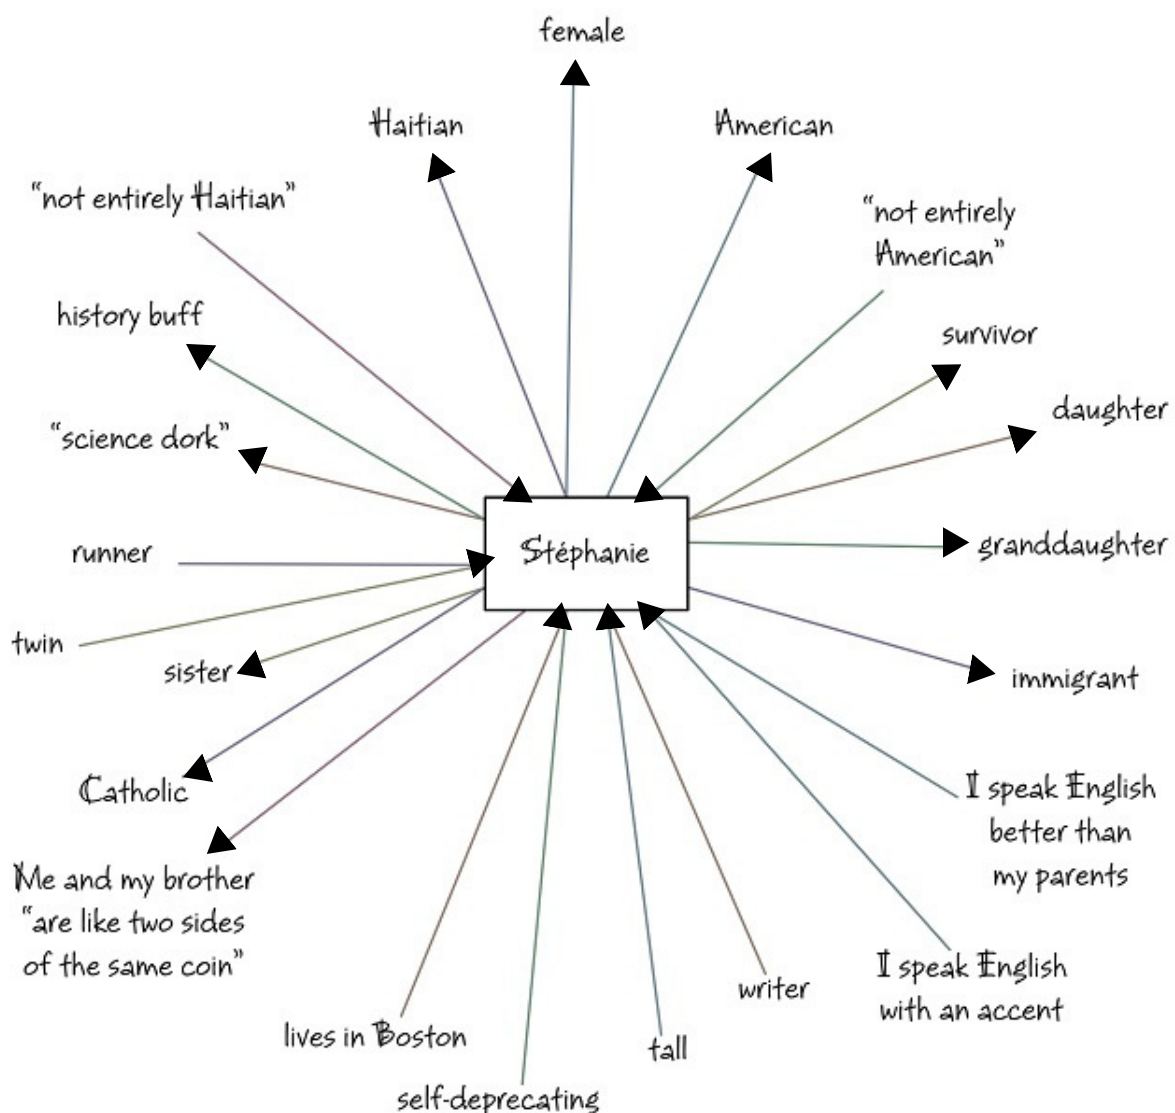 female
Haitian
American
“not entirely Haitian”
“not entirely
American”
history buff
survivor
daughter
“science dork”
runner
Stéphanie
granddaughter
twin
sister
immigrant
Catholic
I speak English
better than
my parents
Me and my brother
“are like two sides
of the same coin”
I speak English
with an accent
writer
lives in Boston
tall
self-deprecating